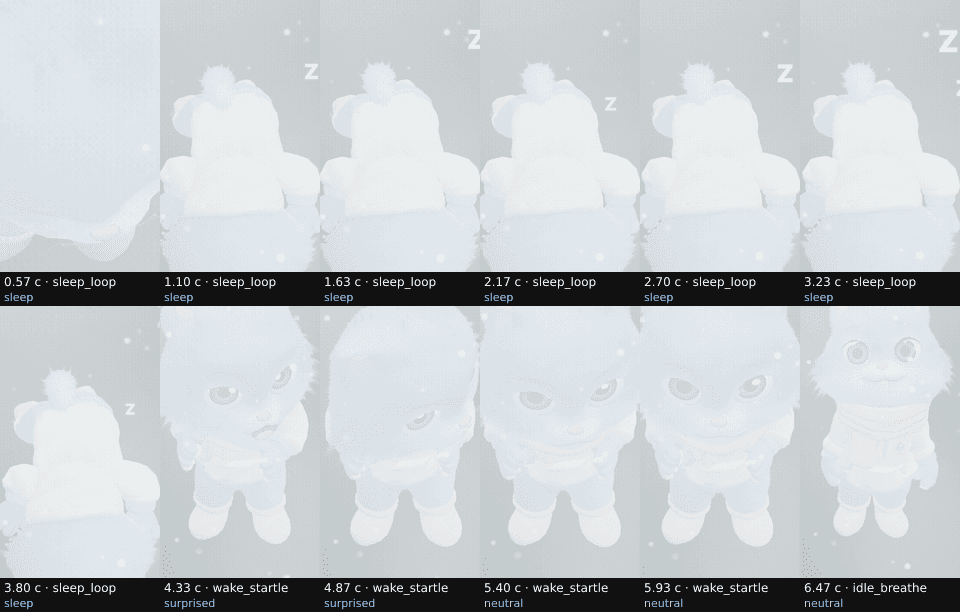 Z
Z
Z
Z
Z
0.57 c · sleep_loop
sleep
1.10 c · sleep_loop
sleep
1.63 c · sleep_loop
sleep
2.17 c · sleep_loop
sleep
2.70 c · sleep_loop
sleep
3.23 c · sleep_loop
sleep
Z
3.80 c · sleep_loop
sleep
4.33 c · wake_startle
surprised
4.87 c · wake_startle
surprised
5.40 c · wake_startle
neutral
5.93 c · wake_startle
neutral
6.47 c · idle_breathe
neutral